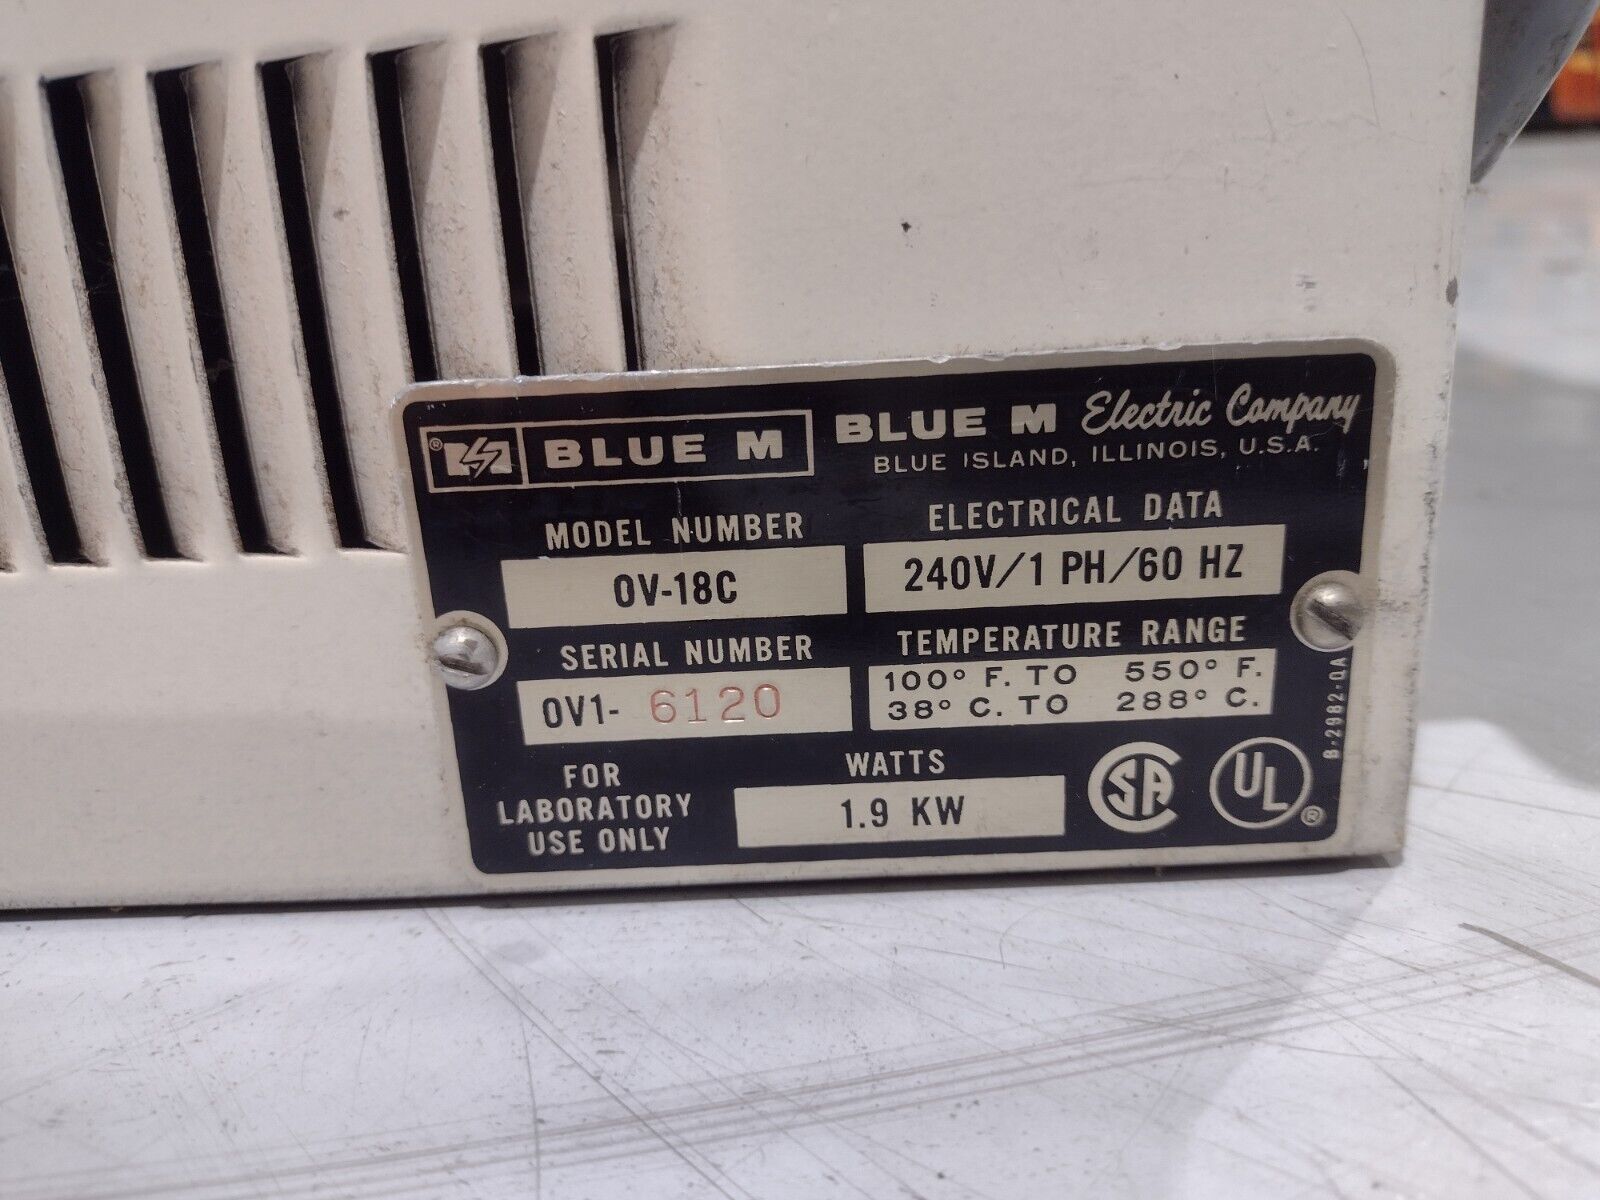 ® BLUE M
BLUE M Electric Company
BLUE ISLAND, ILLINOIS, U.S.A.
MODEL NUMBER
OV-18C
ELECTRICAL DATA
240V/1 PH/60 HZ
SERIAL NUMBER
OV1- 6120
TEMPERATURE RANGE
100° F. TO 550° F.
38° C. TO 288° C.
FOR
LABORATORY
USE ONLY
WATTS
1.9 KW
CSA
UL ®
B-2982-QA